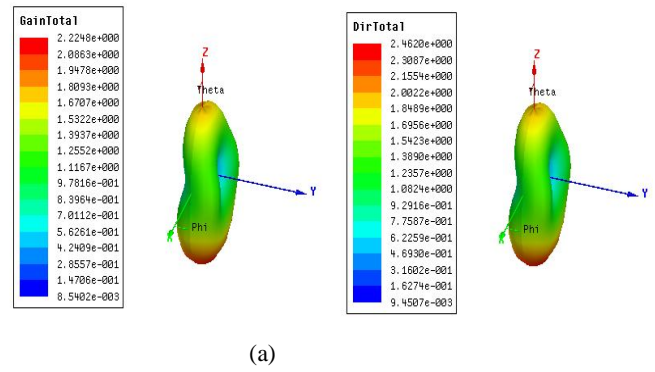 GainTotal
2.2248e+000
2.0863e+000
1.9478e+000
1.8093e+000
1.6707e+000
1.5322e+000
1.3937e+000
1.2552e+000
1.1167e+000
9.7816e-001
8.3964e-001
7.0112e-001
5.6261e-001
4.2409e-001
2.8557e-001
1.4706e-001
8.5402e-003
Z
Theta
Y
Phi
X
DirTotal
2.4620e+000
2.3087e+000
2.1554e+000
2.0022e+000
1.8489e+000
1.6956e+000
1.5423e+000
1.3890e+000
1.2357e+000
1.0824e+000
9.2916e-001
7.7587e-001
6.2259e-001
4.6930e-001
3.1602e-001
1.6274e-001
9.4507e-003
Z
Theta
Y
Phi
X
(a)